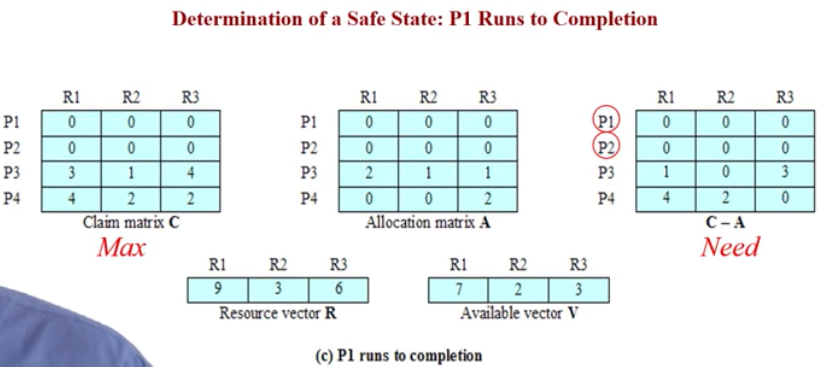 Determination of a Safe State: P1 Runs to Completion
R1 R2 R3 R1 R2 R3 R1 R2 R3
P1 0 0 0 P1 0 0 0 P1 0 0 0
P2 0 0 0 P2 0 0 0 P2 0 0 0
P3 3 1 4 P3 2 1 1 P3 1 0 3
P4 4 2 2 P4 0 0 2 P4 4 2 0
Claim matrix C Allocation matrix A C – A
Max Need
R1 R2 R3 R1 R2 R3
9 3 6 7 2 3
Resource vector R Available vector V
(c) P1 runs to completion